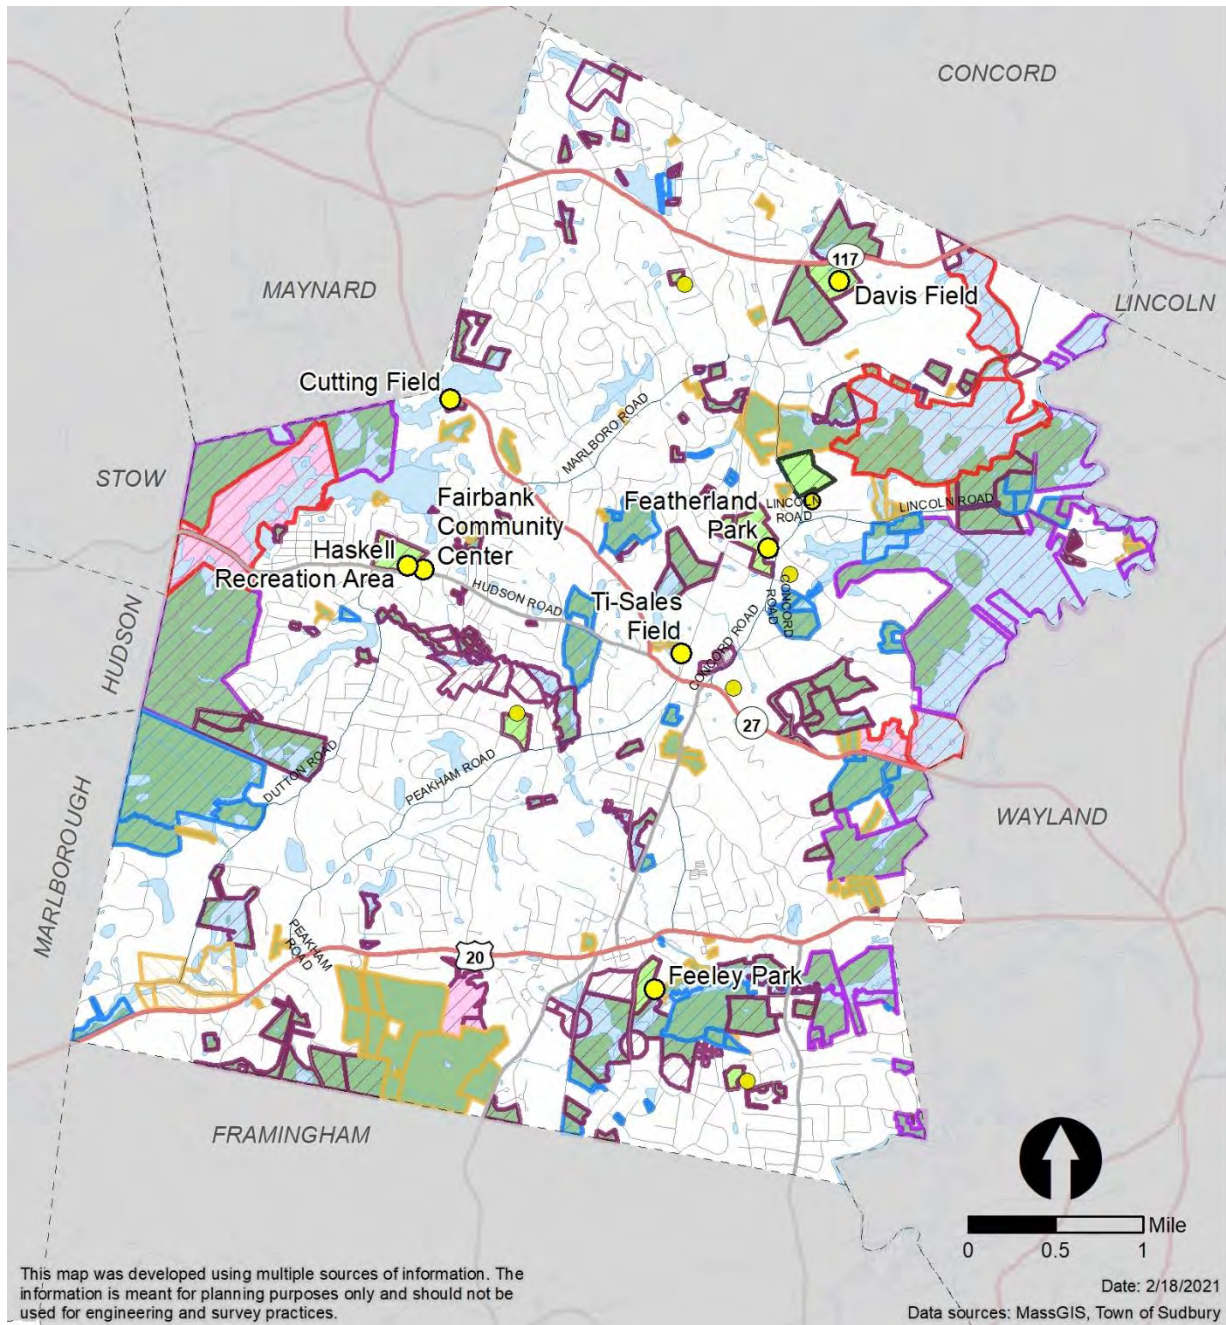 CONCORD
117
Davis Field
LINCOLN
MAYNARD
Cutting Field
MARLBORO ROAD
STOW
Fairbank
Community
Center
Haskell
Recreation Area
Featherland
Park
LINCOLN
ROAD
LINCOLN ROAD
HUDSON ROAD
Ti-Sales
Field
CONCORD
ROAD
CONCORD ROAD
HUDSON
27
DUTTON ROAD
PEAKHAM ROAD
WAYLAND
MARLBOROUGH
PEAKHAM
ROAD
20
Feeley Park
FRAMINGHAM
Mile
0 0.5 1
This map was developed using multiple sources of information. The
information is meant for planning purposes only and should not be
used for engineering and survey practices.
Date: 2/18/2021
Data sources: MassGIS, Town of Sudbury